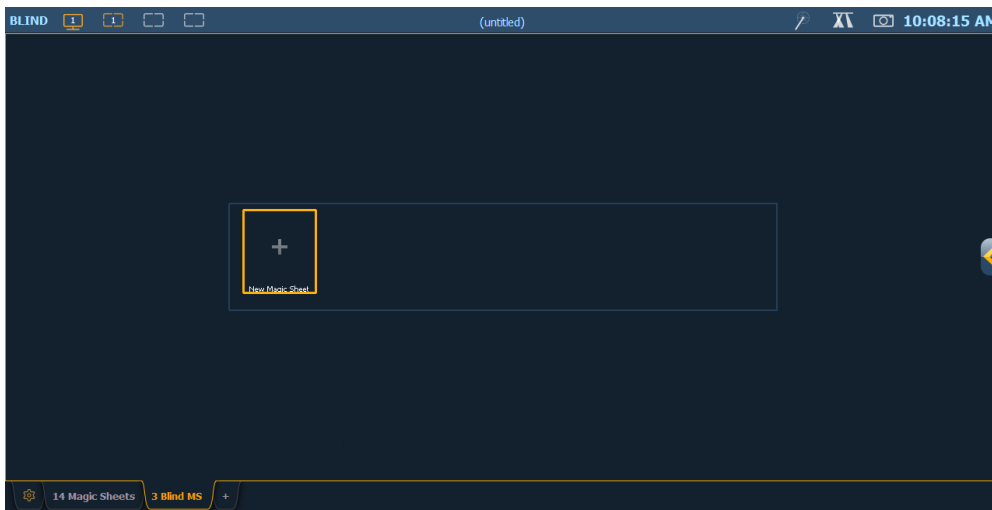 BLIND 1 1 (untitled) 10:08:15 AM
+
New Magic Sheet
14 Magic Sheets 3 Blind MS +